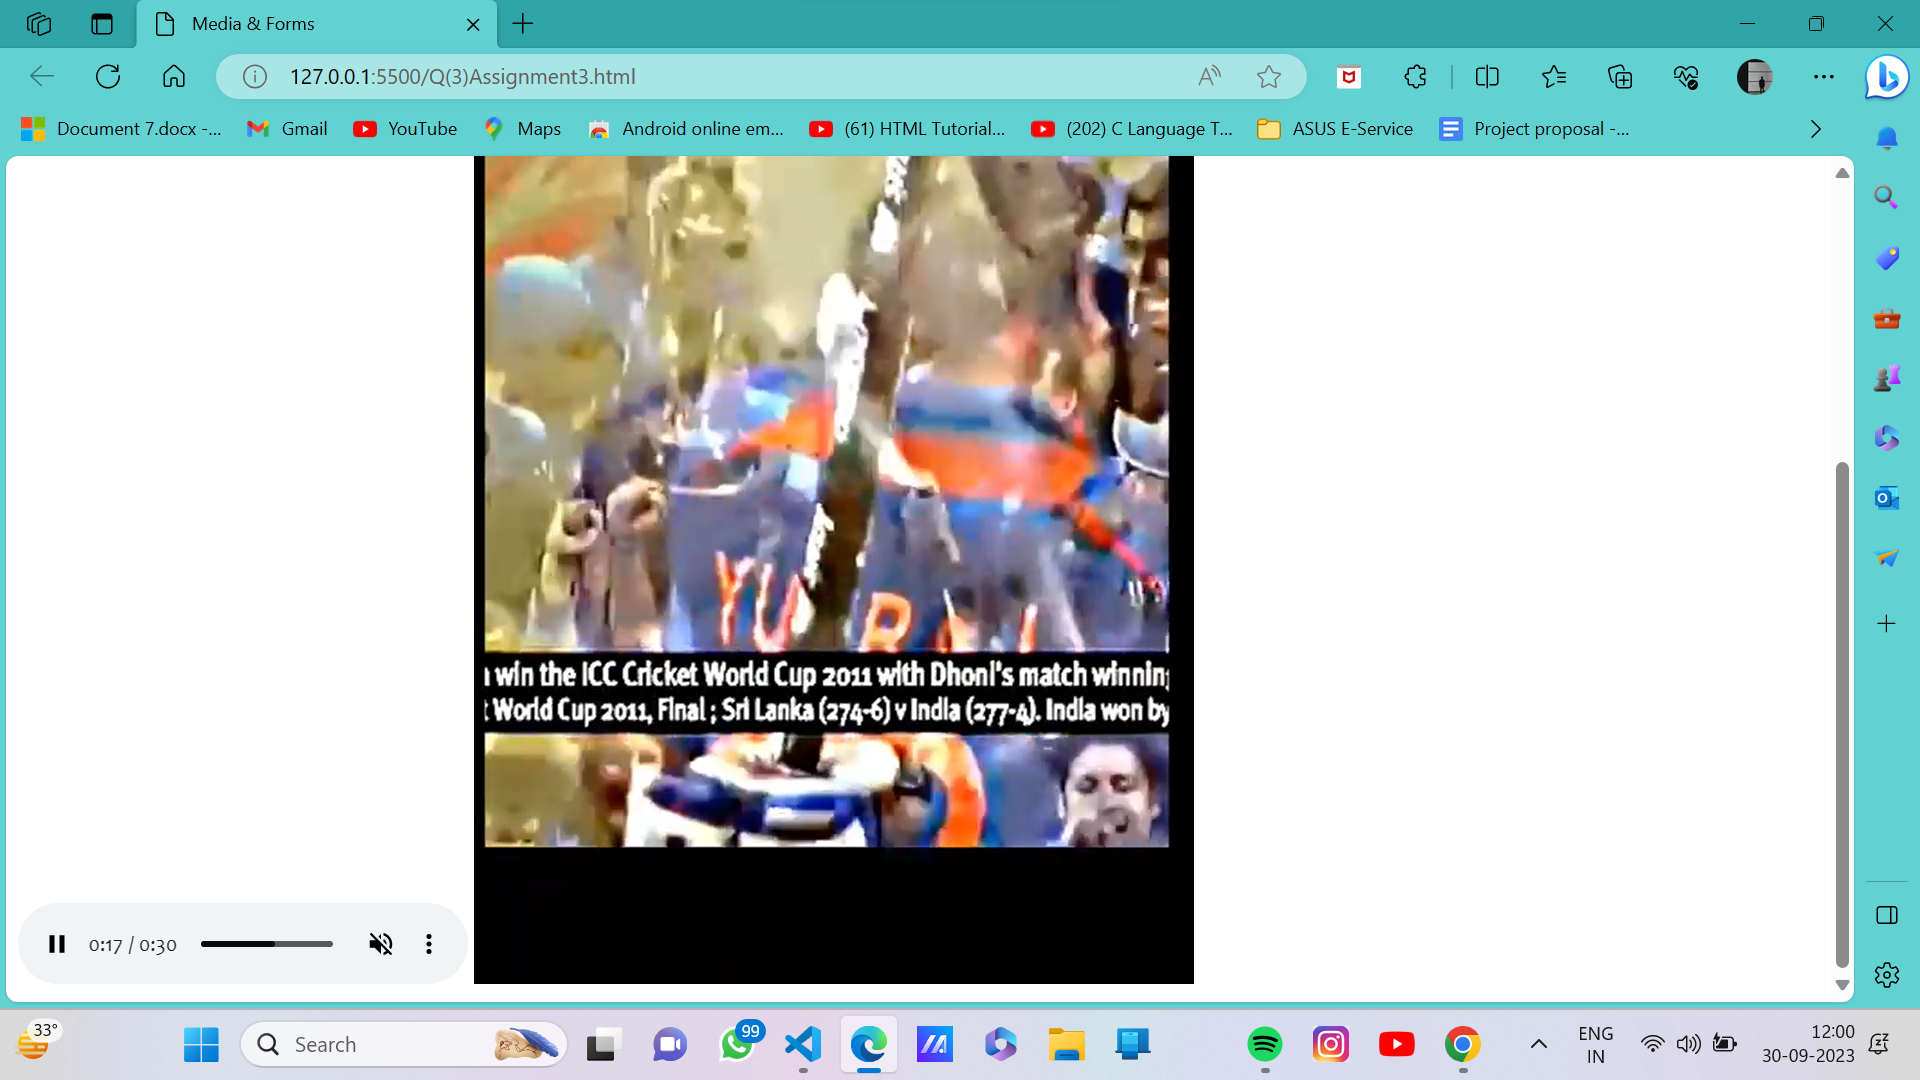 Media & Forms
127.0.0.1:5500/Q(3)Assignment3.html
Document 7.docx -...
Gmail
YouTube
Maps
Android online em...
(61) HTML Tutorial...
(202) C Language T...
ASUS E-Service
Project proposal -...
YU RAJ
win the ICC Cricket World Cup 2011 with Dhoni's match winning
World Cup 2011, Final ; Sri Lanka (274-6) v India (277-4). India won by
0:17 / 0:30
33°
Search
99
ENG
IN
12:00
30-09-2023